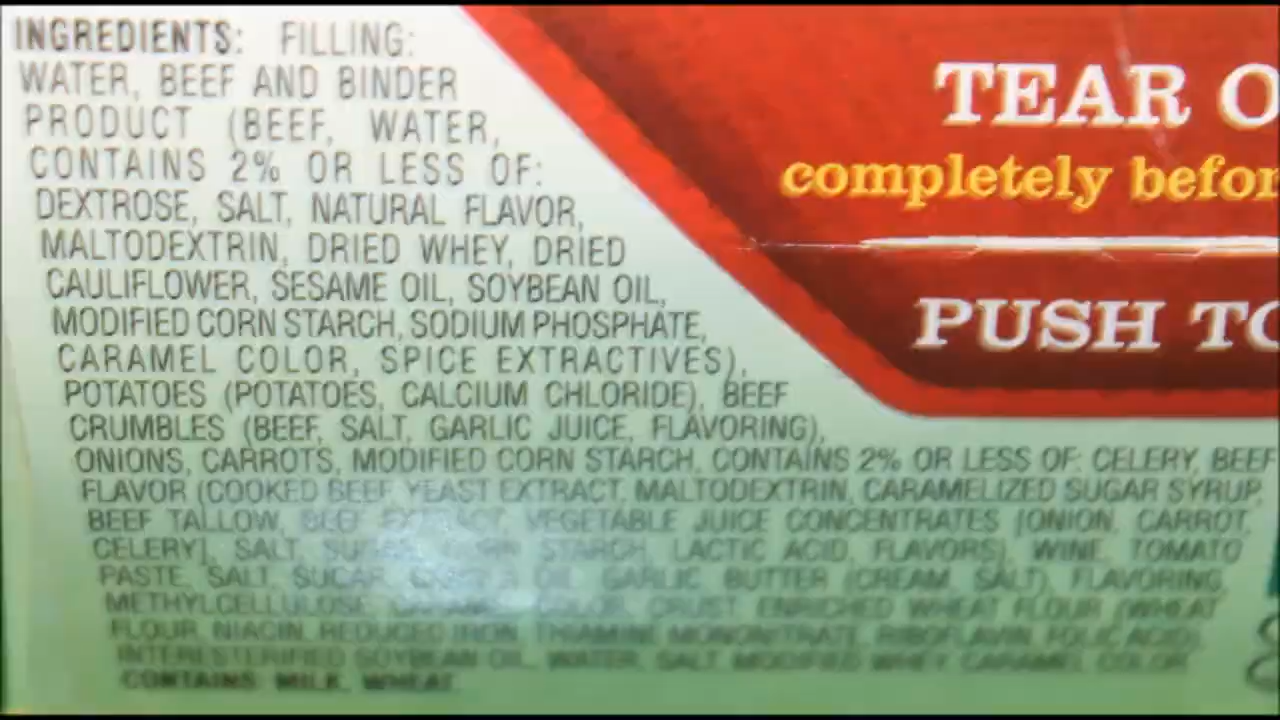 INGREDIENTS: FILLING:
WATER, BEEF AND BINDER
PRODUCT (BEEF, WATER,
CONTAINS 2% OR LESS OF:
DEXTROSE, SALT, NATURAL FLAVOR,
MALTODEXTRIN, DRIED WHEY, DRIED
CAULIFLOWER, SESAME OIL, SOYBEAN OIL,
MODIFIED CORN STARCH, SODIUM PHOSPHATE,
CARAMEL COLOR, SPICE EXTRACTIVES),
POTATOES (POTATOES, CALCIUM CHLORIDE), BEEF
CRUMBLES (BEEF, SALT, GARLIC JUICE, FLAVORING),
ONIONS, CARROTS, MODIFIED CORN STARCH, CONTAINS 2% OR LESS OF: CELERY, BEEF
FLAVOR (COOKED BEEF, YEAST EXTRACT, MALTODEXTRIN, CARAMELIZED SUGAR SYRUP,
BEEF TALLOW, BEEF EXTRACT, VEGETABLE JUICE CONCENTRATES [ONION, CARROT,
CELERY], SALT, SUGAR, CORN STARCH, LACTIC ACID, FLAVORS), WINE, TOMATO
PASTE, SALT, SUGAR, OIL, GARLIC, BUTTER (CREAM, SALT), FLAVORING,
METHYLCELLULOSE, COLOR, CRUST: ENRICHED WHEAT FLOUR (WHEAT
FLOUR, NIACIN, REDUCED IRON, THIAMINE MONONITRATE, RIBOFLAVIN, FOLIC ACID),
INTERESTERIFIED SOYBEAN OIL, WATER, SALT, MODIFIED WHEY, CARAMEL COLOR.
CONTAINS: MILK, WHEAT.
TEAR O
completely befor
PUSH TO